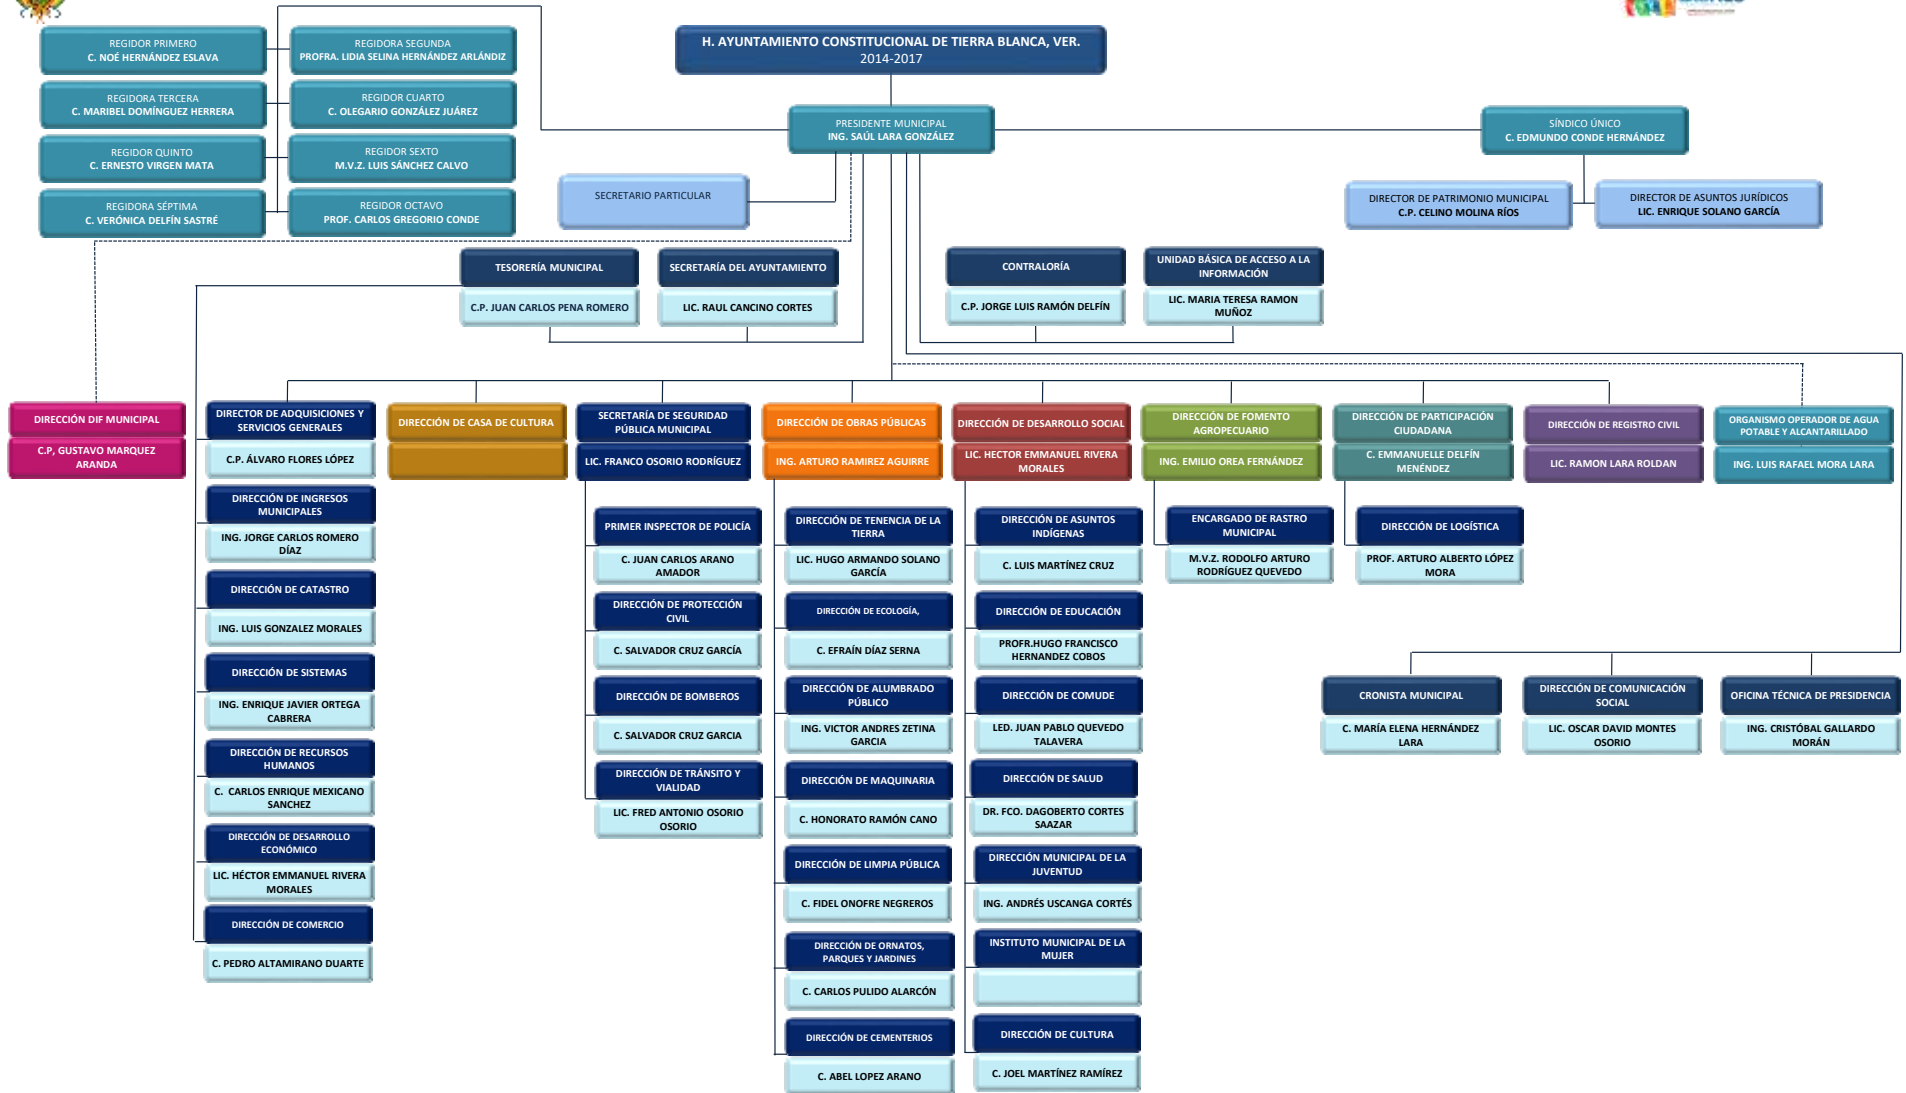 H. AYUNTAMIENTO CONSTITUCIONAL DE TIERRA BLANCA, VER.
2014-2017
REGIDOR PRIMERO
C. NOÉ HERNÁNDEZ ESLAVA
REGIDORA SEGUNDA
PROFRA. LIDIA SELINA HERNÁNDEZ ARLÁNDIZ
REGIDORA TERCERA
C. MARIBEL DOMÍNGUEZ HERRERA
REGIDOR CUARTO
C. OLEGARIO GONZÁLEZ JUÁREZ
REGIDOR QUINTO
C. ERNESTO VIRGEN MATA
REGIDOR SEXTO
M.V.Z. LUIS SÁNCHEZ CALVO
REGIDORA SÉPTIMA
C. VERÓNICA DELFÍN SASTRÉ
REGIDOR OCTAVO
PROF. CARLOS GREGORIO CONDE
PRESIDENTE MUNICIPAL
ING. SAÚL LARA GONZÁLEZ
SÍNDICO ÚNICO
C. EDMUNDO CONDE HERNÁNDEZ
SECRETARIO PARTICULAR
DIRECTOR DE PATRIMONIO MUNICIPAL
C.P. CELINO MOLINA RÍOS
DIRECTOR DE ASUNTOS JURÍDICOS
LIC. ENRIQUE SOLANO GARCÍA
TESORERÍA MUNICIPAL
C.P. JUAN CARLOS PENA ROMERO
SECRETARÍA DEL AYUNTAMIENTO
LIC. RAUL CANCINO CORTES
CONTRALORÍA
C.P. JORGE LUIS RAMÓN DELFÍN
UNIDAD BÁSICA DE ACCESO A LA
INFORMACIÓN
LIC. MARIA TERESA RAMON
MUÑOZ
DIRECCIÓN DIF MUNICIPAL
C.P, GUSTAVO MARQUEZ
ARANDA
DIRECTOR DE ADQUISICIONES Y
SERVICIOS GENERALES
C.P. ÁLVARO FLORES LÓPEZ
DIRECCIÓN DE INGRESOS
MUNICIPALES
ING. JORGE CARLOS ROMERO
DÍAZ
DIRECCIÓN DE CATASTRO
ING. LUIS GONZALEZ MORALES
DIRECCIÓN DE SISTEMAS
ING. ENRIQUE JAVIER ORTEGA
CABRERA
DIRECCIÓN DE RECURSOS
HUMANOS
C. CARLOS ENRIQUE MEXICANO
SANCHEZ
DIRECCIÓN DE DESARROLLO
ECONÓMICO
LIC. HÉCTOR EMMANUEL RIVERA
MORALES
DIRECCIÓN DE COMERCIO
C. PEDRO ALTAMIRANO DUARTE
DIRECCIÓN DE CASA DE CULTURA
SECRETARÍA DE SEGURIDAD
PÚBLICA MUNICIPAL
LIC. FRANCO OSORIO RODRÍGUEZ
PRIMER INSPECTOR DE POLICÍA
C. JUAN CARLOS ARANO
AMADOR
DIRECCIÓN DE PROTECCIÓN
CIVIL
C. SALVADOR CRUZ GARCÍA
DIRECCIÓN DE BOMBEROS
C. SALVADOR CRUZ GARCIA
DIRECCIÓN DE TRÁNSITO Y
VIALIDAD
LIC. FRED ANTONIO OSORIO
OSORIO
DIRECCIÓN DE OBRAS PÚBLICAS
ING. ARTURO RAMIREZ AGUIRRE
DIRECCIÓN DE TENENCIA DE LA
TIERRA
LIC. HUGO ARMANDO SOLANO
GARCÍA
DIRECCIÓN DE ECOLOGÍA,
C. EFRAÍN DÍAZ SERNA
DIRECCIÓN DE ALUMBRADO
PÚBLICO
ING. VICTOR ANDRES ZETINA
GARCIA
DIRECCIÓN DE MAQUINARIA
C. HONORATO RAMÓN CANO
DIRECCIÓN DE LIMPIA PÚBLICA
C. FIDEL ONOFRE NEGREROS
DIRECCIÓN DE ORNATOS,
PARQUES Y JARDINES
C. CARLOS PULIDO ALARCÓN
DIRECCIÓN DE CEMENTERIOS
C. ABEL LOPEZ ARANO
DIRECCIÓN DE DESARROLLO SOCIAL
LIC. HECTOR EMMANUEL RIVERA
MORALES
DIRECCIÓN DE ASUNTOS
INDÍGENAS
C. LUIS MARTÍNEZ CRUZ
DIRECCIÓN DE EDUCACIÓN
PROFR.HUGO FRANCISCO
HERNANDEZ COBOS
DIRECCIÓN DE COMUDE
LED. JUAN PABLO QUEVEDO
TALAVERA
DIRECCIÓN DE SALUD
DR. FCO. DAGOBERTO CORTES
SAAZAR
DIRECCIÓN MUNICIPAL DE LA
JUVENTUD
ING. ANDRÉS USCANGA CORTÉS
INSTITUTO MUNICIPAL DE LA
MUJER
DIRECCIÓN DE CULTURA
C. JOEL MARTÍNEZ RAMÍREZ
DIRECCIÓN DE FOMENTO
AGROPECUARIO
ING. EMILIO OREA FERNÁNDEZ
ENCARGADO DE RASTRO
MUNICIPAL
M.V.Z. RODOLFO ARTURO
RODRÍGUEZ QUEVEDO
DIRECCIÓN DE PARTICIPACIÓN
CIUDADANA
C. EMMANUELLE DELFÍN
MENÉNDEZ
DIRECCIÓN DE LOGÍSTICA
PROF. ARTURO ALBERTO LÓPEZ
MORA
DIRECCIÓN DE REGISTRO CIVIL
LIC. RAMON LARA ROLDAN
ORGANISMO OPERADOR DE AGUA
POTABLE Y ALCANTARILLADO
ING. LUIS RAFAEL MORA LARA
CRONISTA MUNICIPAL
C. MARÍA ELENA HERNÁNDEZ
LARA
DIRECCIÓN DE COMUNICACIÓN
SOCIAL
LIC. OSCAR DAVID MONTES
OSORIO
OFICINA TÉCNICA DE PRESIDENCIA
ING. CRISTÓBAL GALLARDO
MORÁN